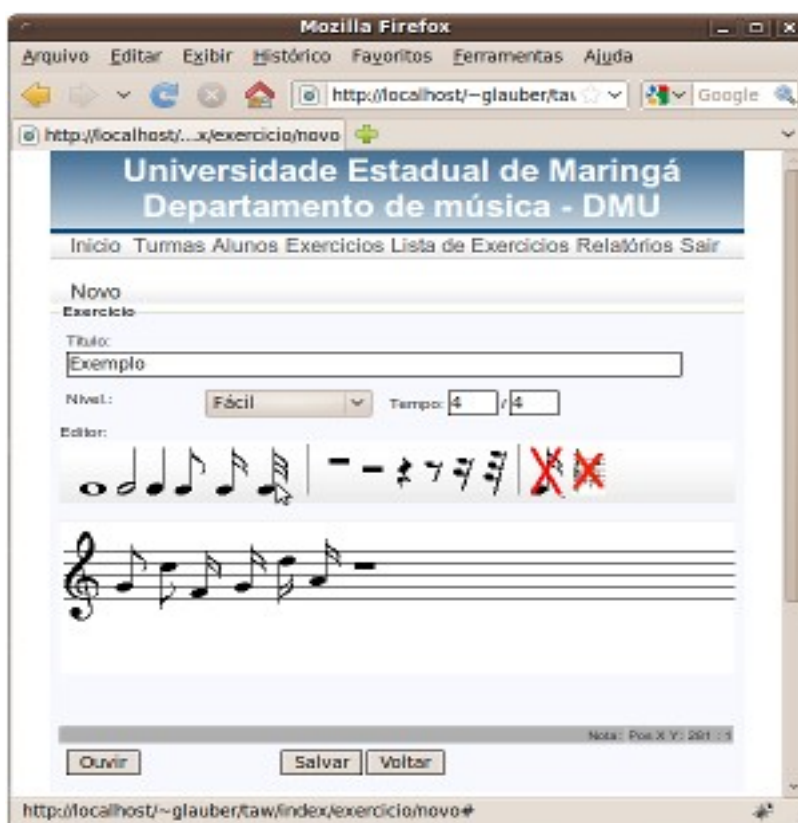 Mozilla Firefox
Arquivo Editar Exibir Histórico Favoritos Ferramentas Ajuda
http://localhost/~glauber/tav Google
http://localhost/...x/exercicio/novo
Universidade Estadual de Maringá
Departamento de música - DMU
Inicio Turmas Alunos Exercicios Lista de Exercicios Relatórios Sair
Novo
Exercicio
Titulo:
Exemplo
Nivel.: Fácil Tempo: 4 / 4
Editor:
Nota: Pos X Y: 281 : 1
Ouvir Salvar Voltar
http://localhost/~glauber/taw/index/exercicio/novo#